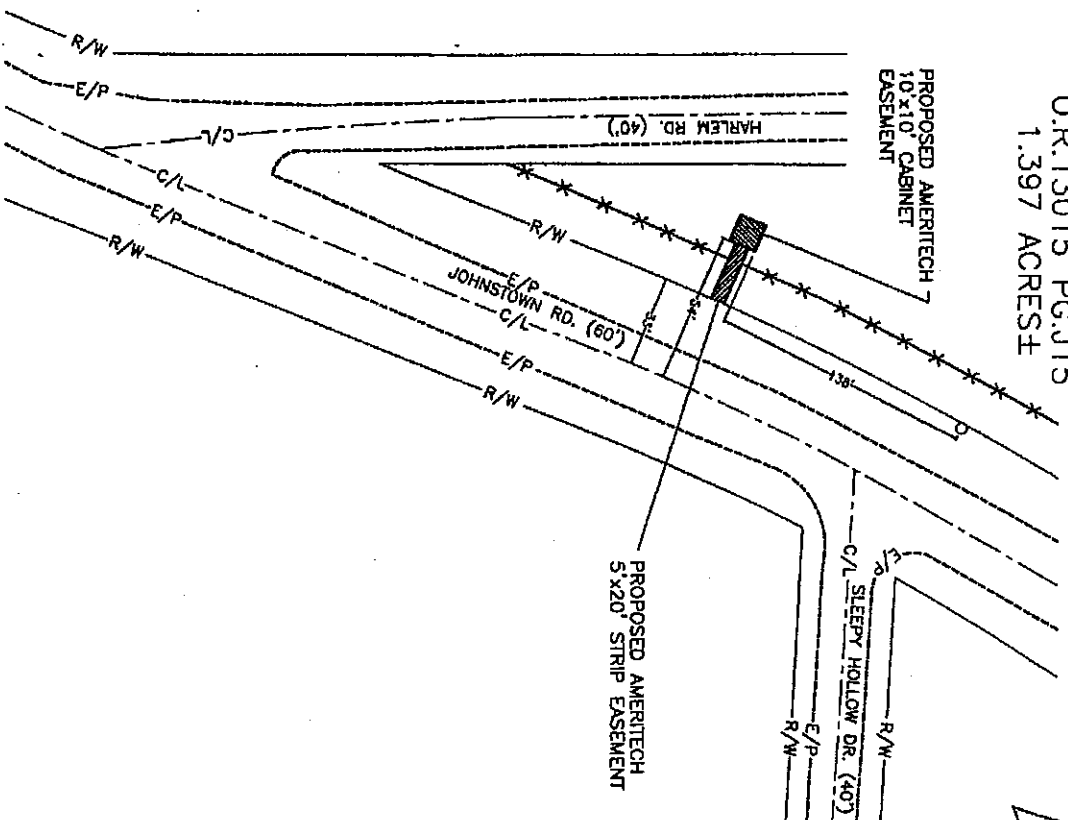 O.R.13015 PG.J15
1.397 ACRES±
PROPOSED AMERITECH
10'x10' CABINET
EASEMENT
R/W
E/P
C/L
HARLEM RD. (40')
C/L
E/P
R/W
R/W
E/P
JOHNSTOWN RD. (60')
C/L
E/P
R/W
54'
138'
E/P
C/L SLEEPY HOLLOW DR. (40')
R/W
E/P
R/W
PROPOSED AMERITECH
5'x20' STRIP EASEMENT